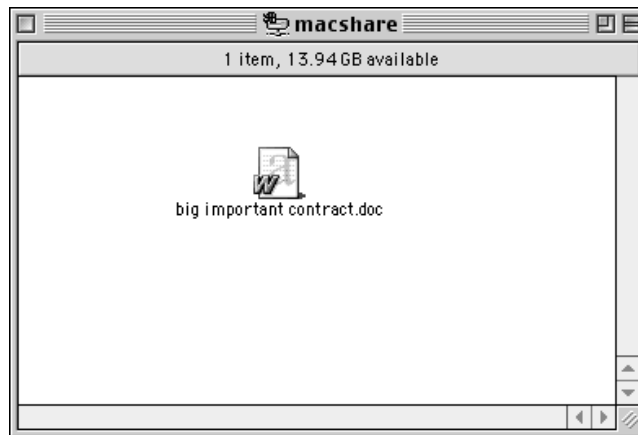 macshare
1 item, 13.94 GB available
big important contract.doc